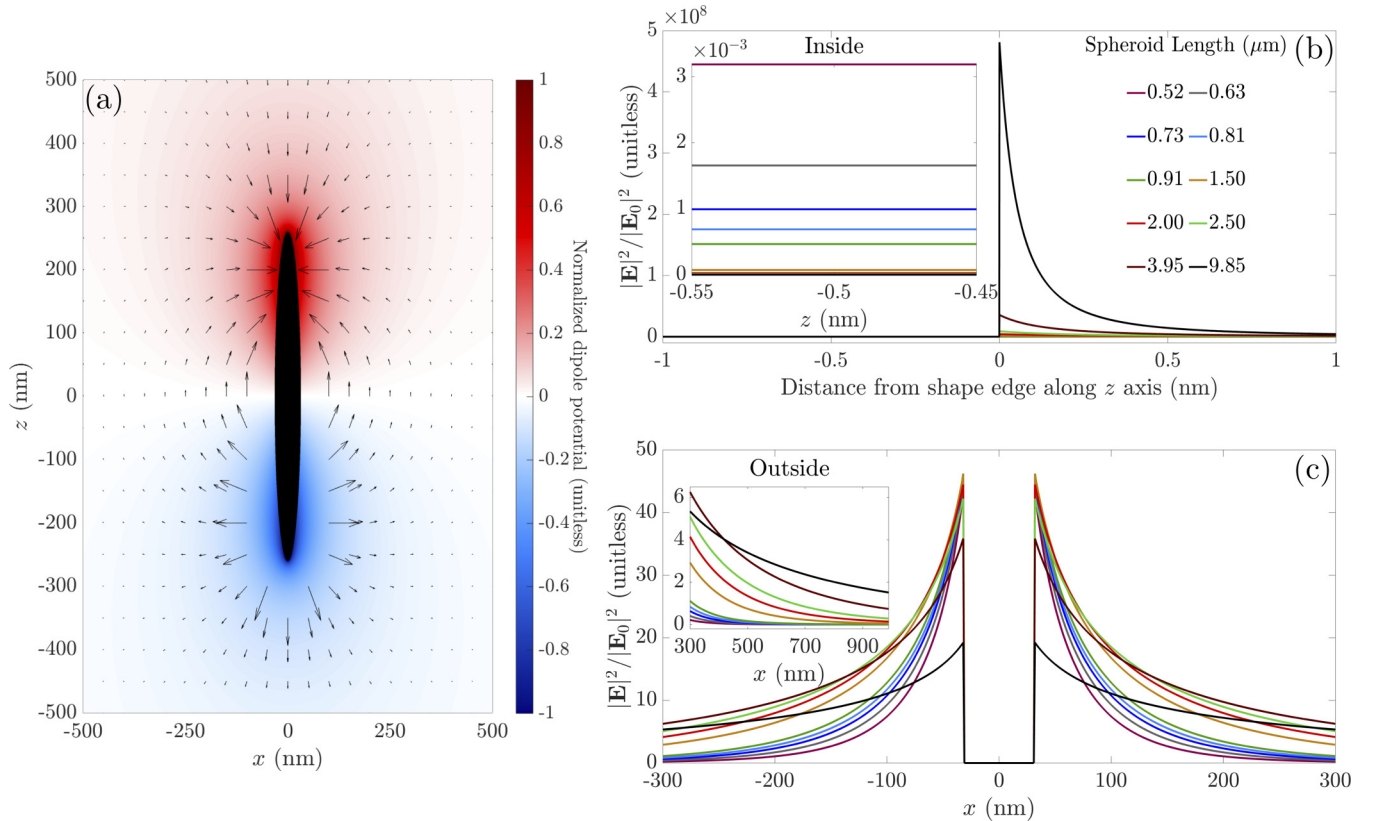 (a)
500
400
300
200
100
0
-100
-200
-300
-400
-500
z (nm)
-500 -250 0 250 500
x (nm)
1
0.8
0.6
0.4
0.2
0
-0.2
-0.4
-0.6
-0.8
-1
Normalized dipole potential (unitless)
(b)
×10⁸
5
4
3
2
1
0
|E|²/|E₀|² (unitless)
-1 -0.5 0 0.5 1
Distance from shape edge along z axis (nm)
Inside
×10⁻³
3
2
1
0
-0.55 -0.5 -0.45
z (nm)
Spheroid Length (μm)
0.52 0.63
0.73 0.81
0.91 1.50
2.00 2.50
3.95 9.85
(c)
50
40
30
20
10
0
|E|²/|E₀|² (unitless)
-300 -200 -100 0 100 200 300
x (nm)
Outside
6
4
2
0
300 500 700 900
x (nm)